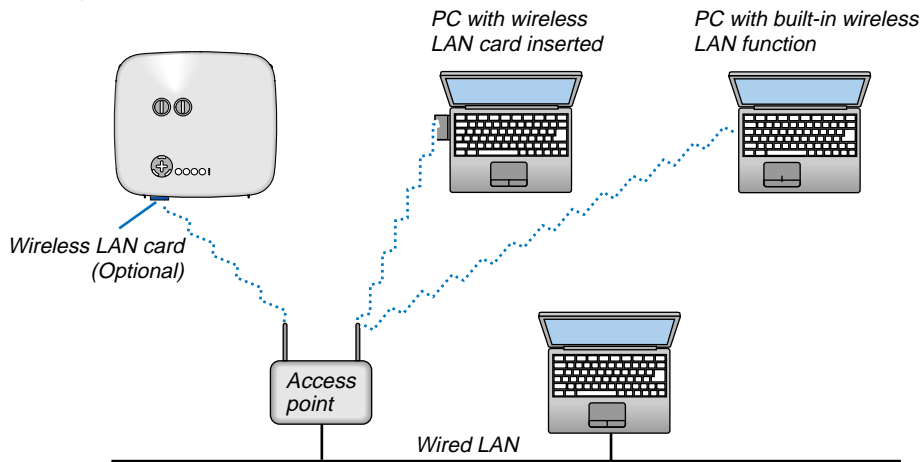 PC with wireless
LAN card inserted
PC with built-in wireless
LAN function
Wireless LAN card
(Optional)
Access
point
Wired LAN